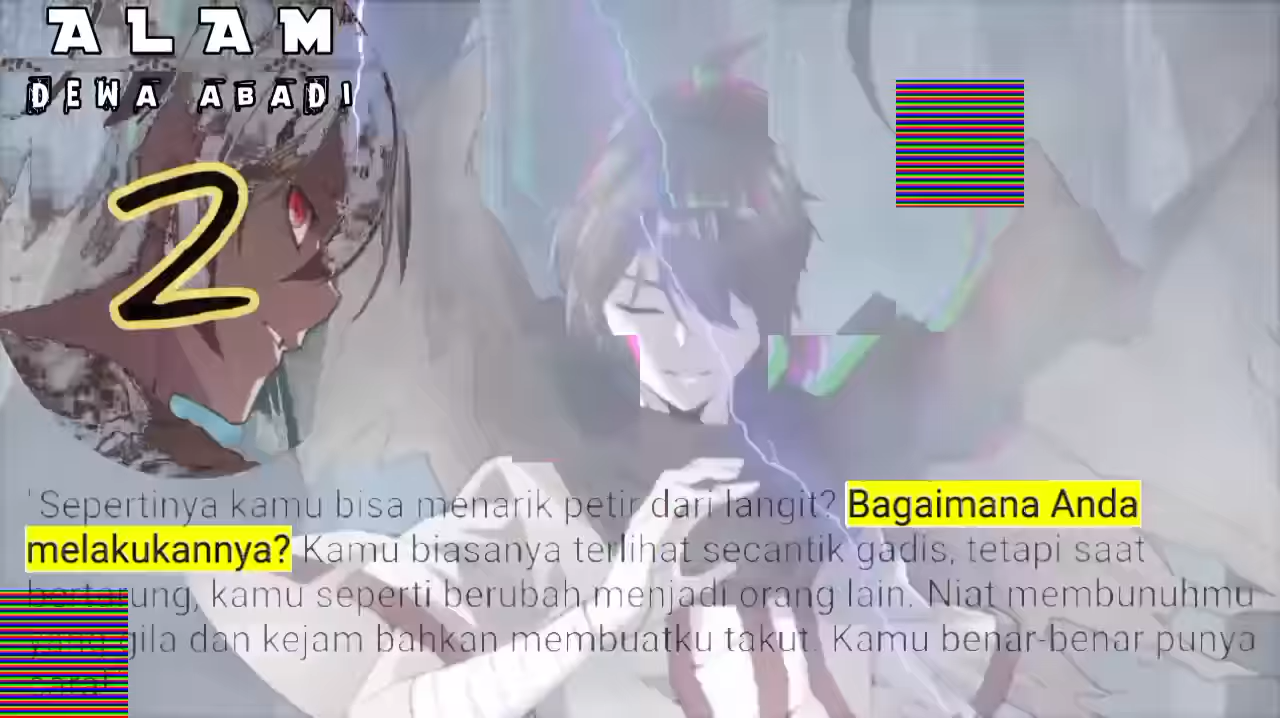 ALAM
DEWA ABADI
2
'Sepertinya kamu bisa menarik petir dari langit? Bagaimana Anda
melakukannya? Kamu biasanya terlihat secantik gadis, tetapi saat
bertarung, kamu seperti berubah menjadi orang lain. Niat membunuhmu
yang gila dan kejam bahkan membuatku takut. Kamu benar-benar punya